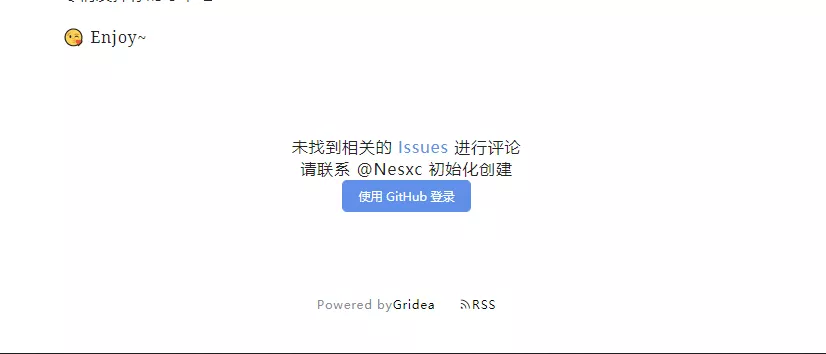 😘 Enjoy~
未找到相关的 Issues 进行评论
请联系 @Nesxc 初始化创建
使用 GitHub 登录
Powered byGridea RSS